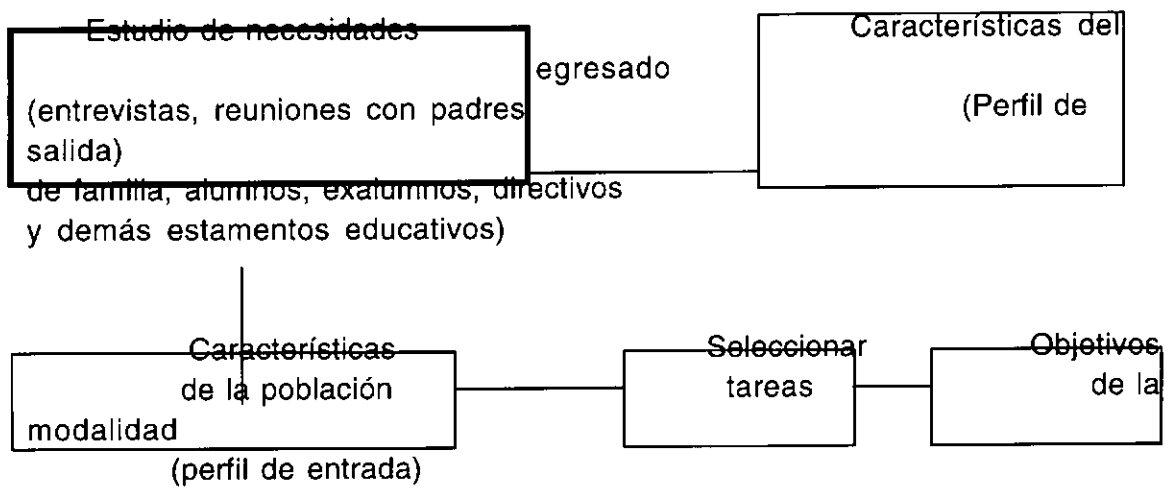 Estudio de necesidades Características del
egresado
(entrevistas, reuniones con padres (Perfil de
salida)
de familia, alumnos, exalumnos, directivos
y demás estamentos educativos)
Características Seleccionar Objetivos
de la población tareas de la
modalidad
(perfil de entrada)